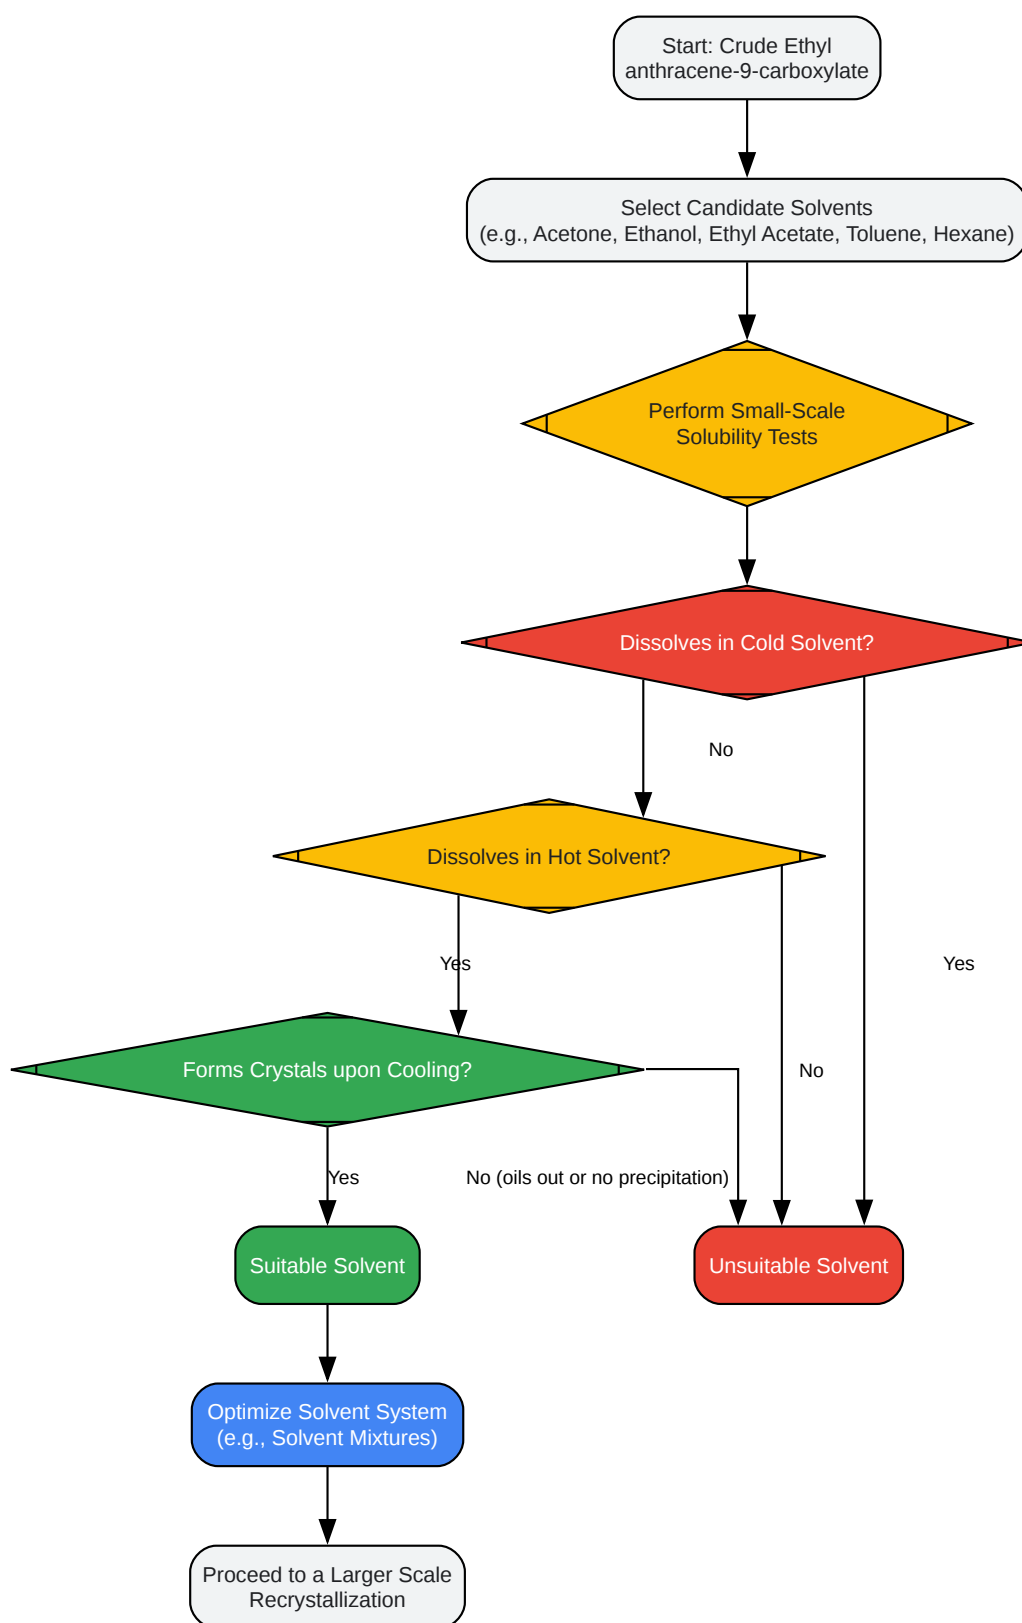 Start: Crude Ethyl
anthracene-9-carboxylate
Select Candidate Solvents
(e.g., Acetone, Ethanol, Ethyl Acetate, Toluene, Hexane)
Perform Small-Scale
Solubility Tests
Dissolves in Cold Solvent?
No
Dissolves in Hot Solvent?
Yes
Yes
Forms Crystals upon Cooling?
No
Yes
No (oils out or no precipitation)
Suitable Solvent
Unsuitable Solvent
Optimize Solvent System
(e.g., Solvent Mixtures)
Proceed to a Larger Scale
Recrystallization